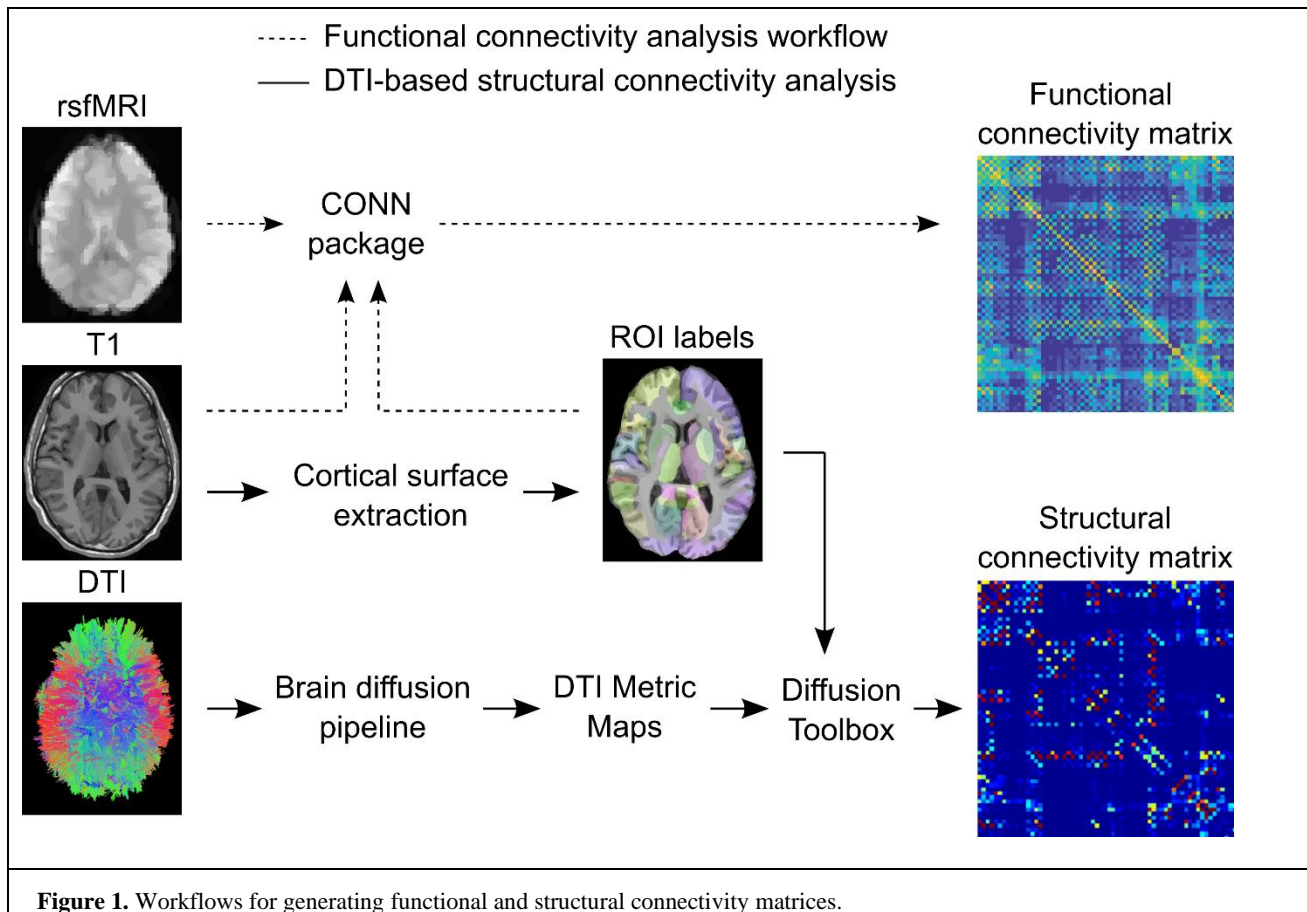 Functional connectivity analysis workflow
DTI-based structural connectivity analysis
rsfMRI
Functional
connectivity matrix
CONN
package
T1
ROI labels
Cortical surface
extraction
Structural
connectivity matrix
DTI
Brain diffusion
pipeline
DTI Metric
Maps
Diffusion
Toolbox
Figure 1. Workflows for generating functional and structural connectivity matrices.